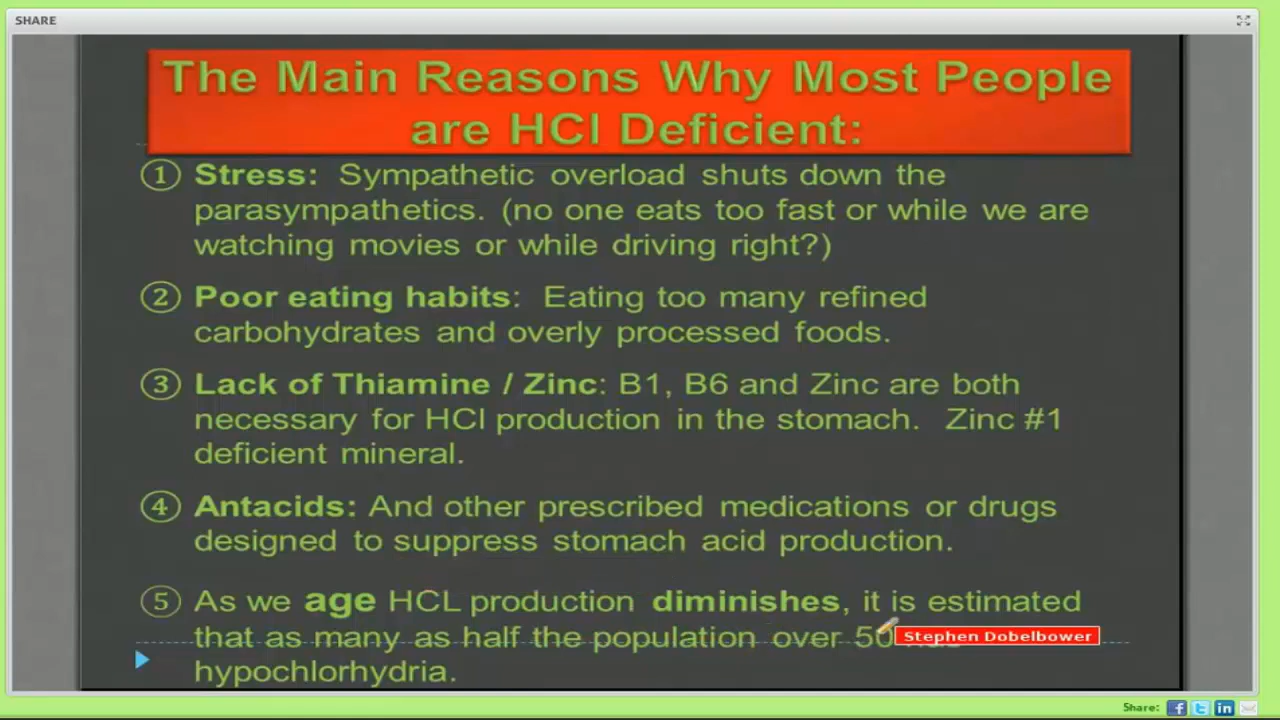 SHARE
The Main Reasons Why Most People
are HCl Deficient:
① Stress: Sympathetic overload shuts down the
parasympathetics. (no one eats too fast or while we are
watching movies or while driving right?)
② Poor eating habits: Eating too many refined
carbohydrates and overly processed foods.
③ Lack of Thiamine / Zinc: B1, B6 and Zinc are both
necessary for HCl production in the stomach. Zinc #1
deficient mineral.
④ Antacids: And other prescribed medications or drugs
designed to suppress stomach acid production.
⑤ As we age HCL production diminishes, it is estimated
that as many as half the population over 50
Stephen Dobelbower
hypochlorhydria.
Share: